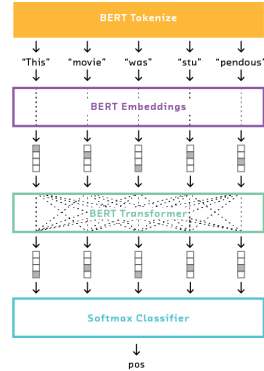 BERT Tokenize
"This" "movie" "was" "stu" "pendous"
BERT Embeddings
BERT Transformer
Softmax Classifier
pos